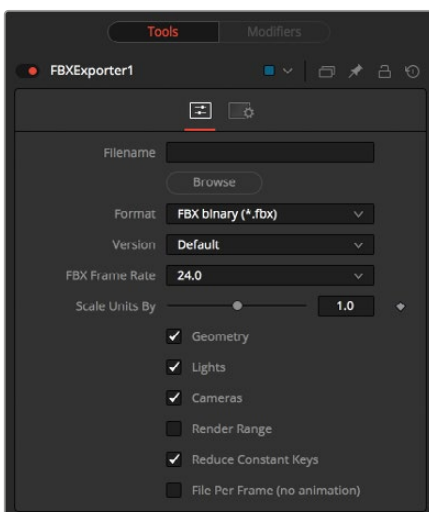 Tools Modifiers
FBXExporter1
Filename
Browse
Format FBX binary (*.fbx)
Version Default
FBX Frame Rate 24.0
Scale Units By 1.0
Geometry
Lights
Cameras
Render Range
Reduce Constant Keys
File Per Frame (no animation)